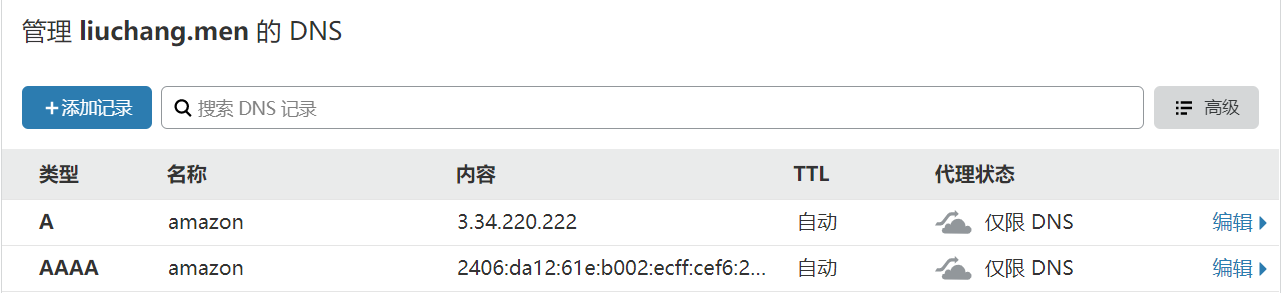 管理 liuchang.men 的 DNS
+添加记录 搜索 DNS 记录 高级
类型 名称 内容 TTL 代理状态
A amazon 3.34.220.222 自动 仅限 DNS 编辑
AAAA amazon 2406:da12:61e:b002:ecff:cef6:2... 自动 仅限 DNS 编辑